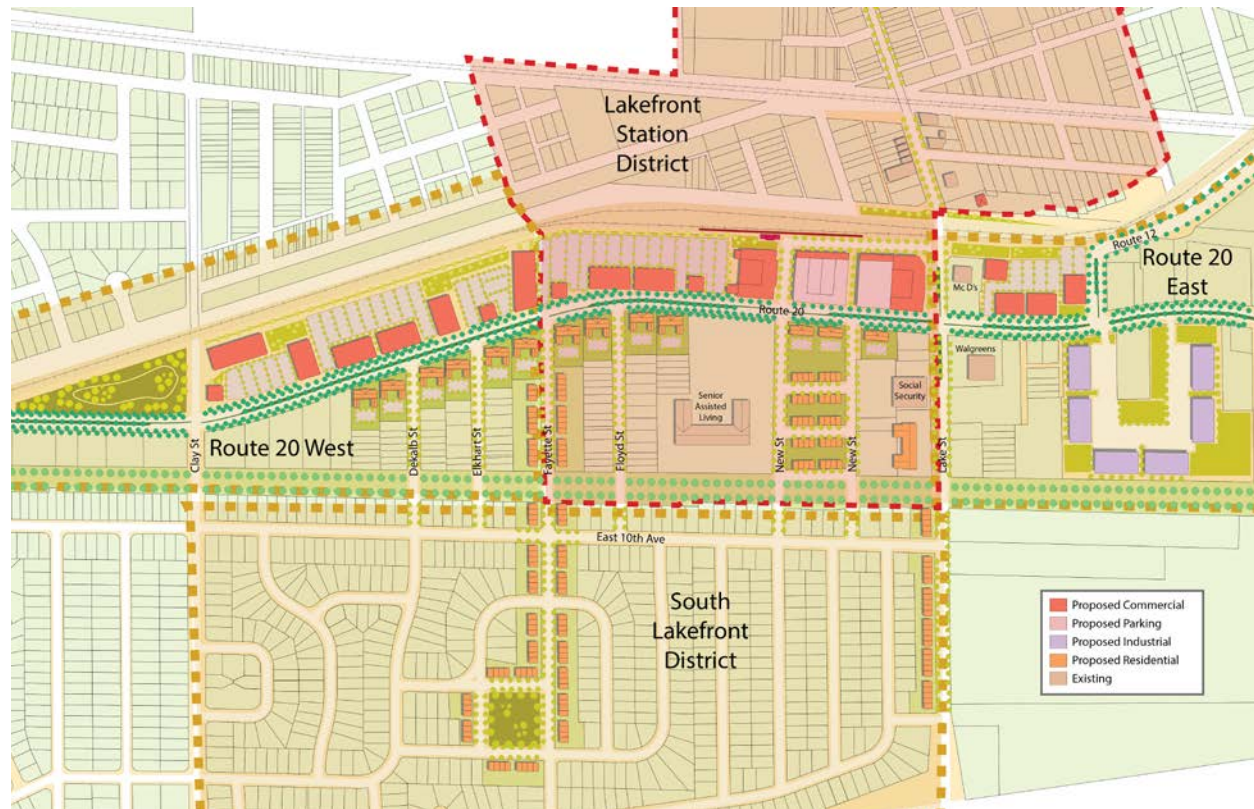 Lakefront
Station
District
Route 12
Route 20
East
Mc D's
Route 20
Walgreens
Senior
Assisted
Living
Social
Security
Route 20 West
Clay St
Dekalb St
Elkhart St
Fayette St
Floyd St
New St
New St
Lake St
East 10th Ave
South
Lakefront
District
Proposed Commercial
Proposed Parking
Proposed Industrial
Proposed Residential
Existing